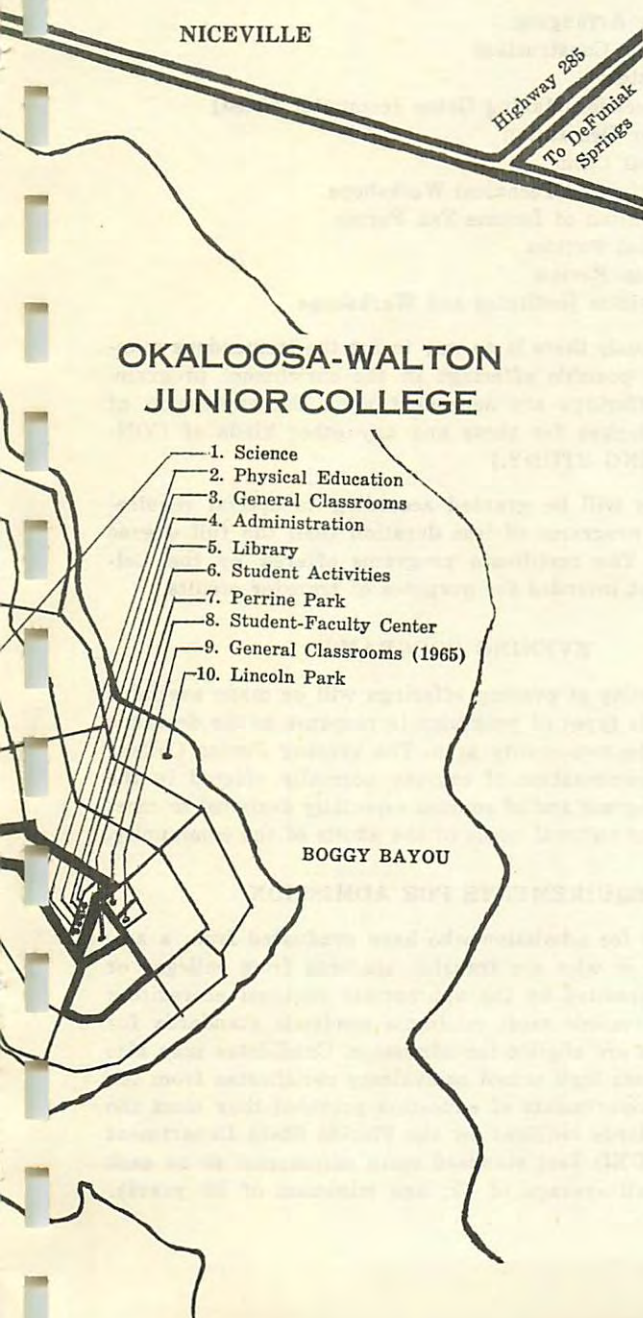 NICEVILLE
Highway 285
To DeFuniak
Springs
OKALOOSA-WALTON
JUNIOR COLLEGE
1. Science
2. Physical Education
3. General Classrooms
4. Administration
5. Library
6. Student Activities
7. Perrine Park
8. Student-Faculty Center
9. General Classrooms (1965)
10. Lincoln Park
BOGGY BAYOU